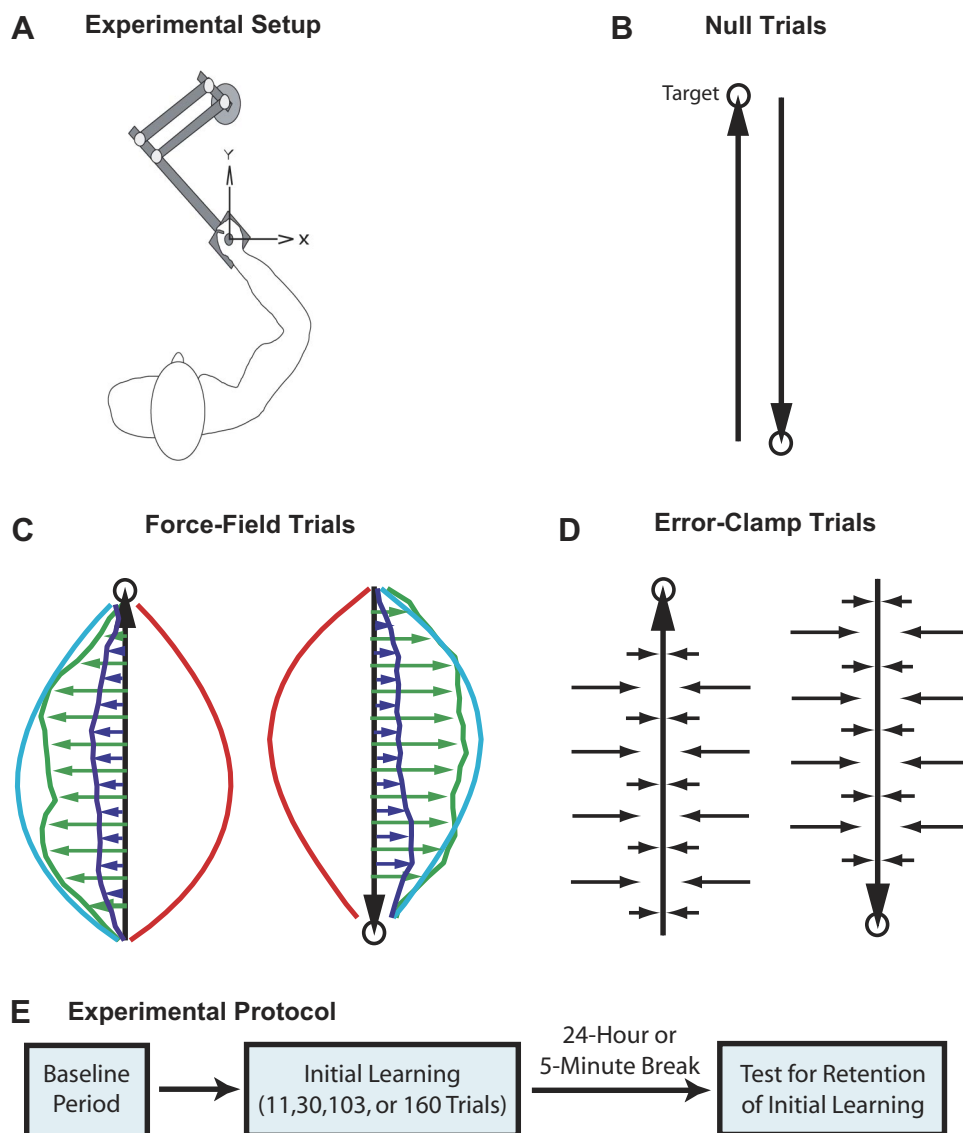 A Experimental Setup
Y
X
B Null Trials
Target
C Force-Field Trials
D Error-Clamp Trials
E Experimental Protocol
Baseline
Period
Initial Learning
(11,30,103, or 160 Trials)
24-Hour or
5-Minute Break
Test for Retention
of Initial Learning